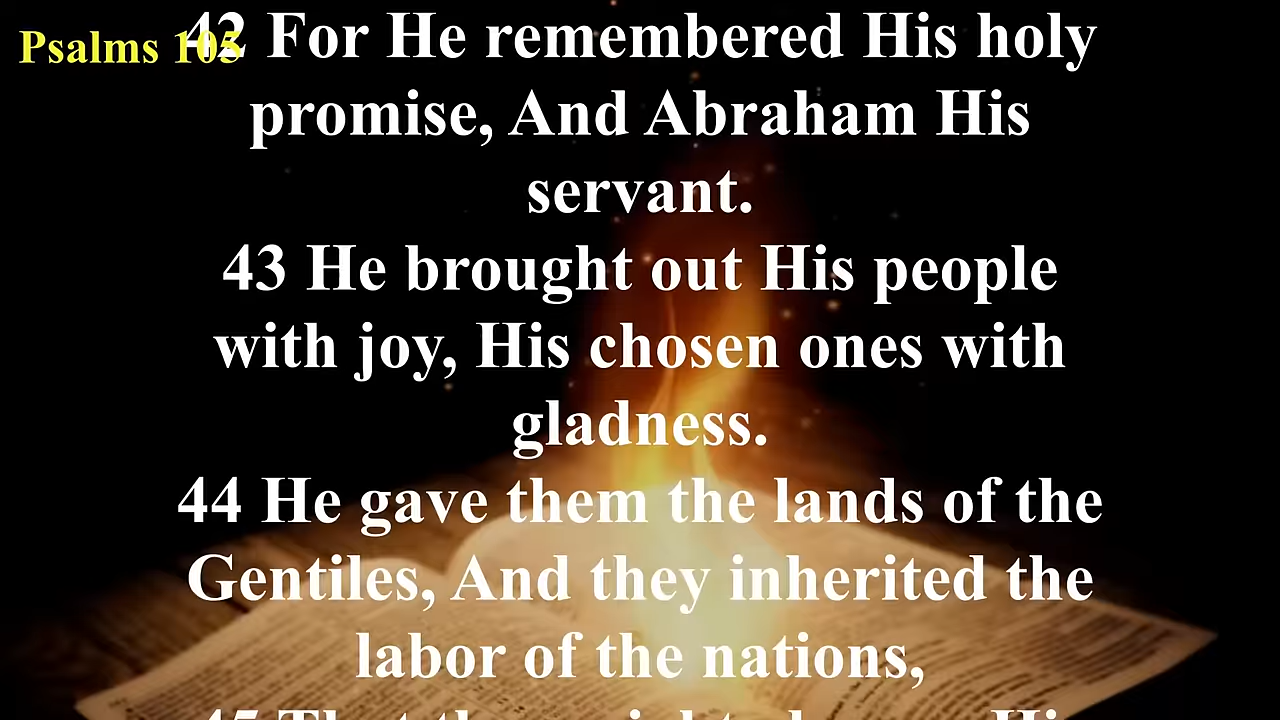 Psalms 105
42 For He remembered His holy
promise, And Abraham His
servant.
43 He brought out His people
with joy, His chosen ones with
gladness.
44 He gave them the lands of the
Gentiles, And they inherited the
labor of the nations,